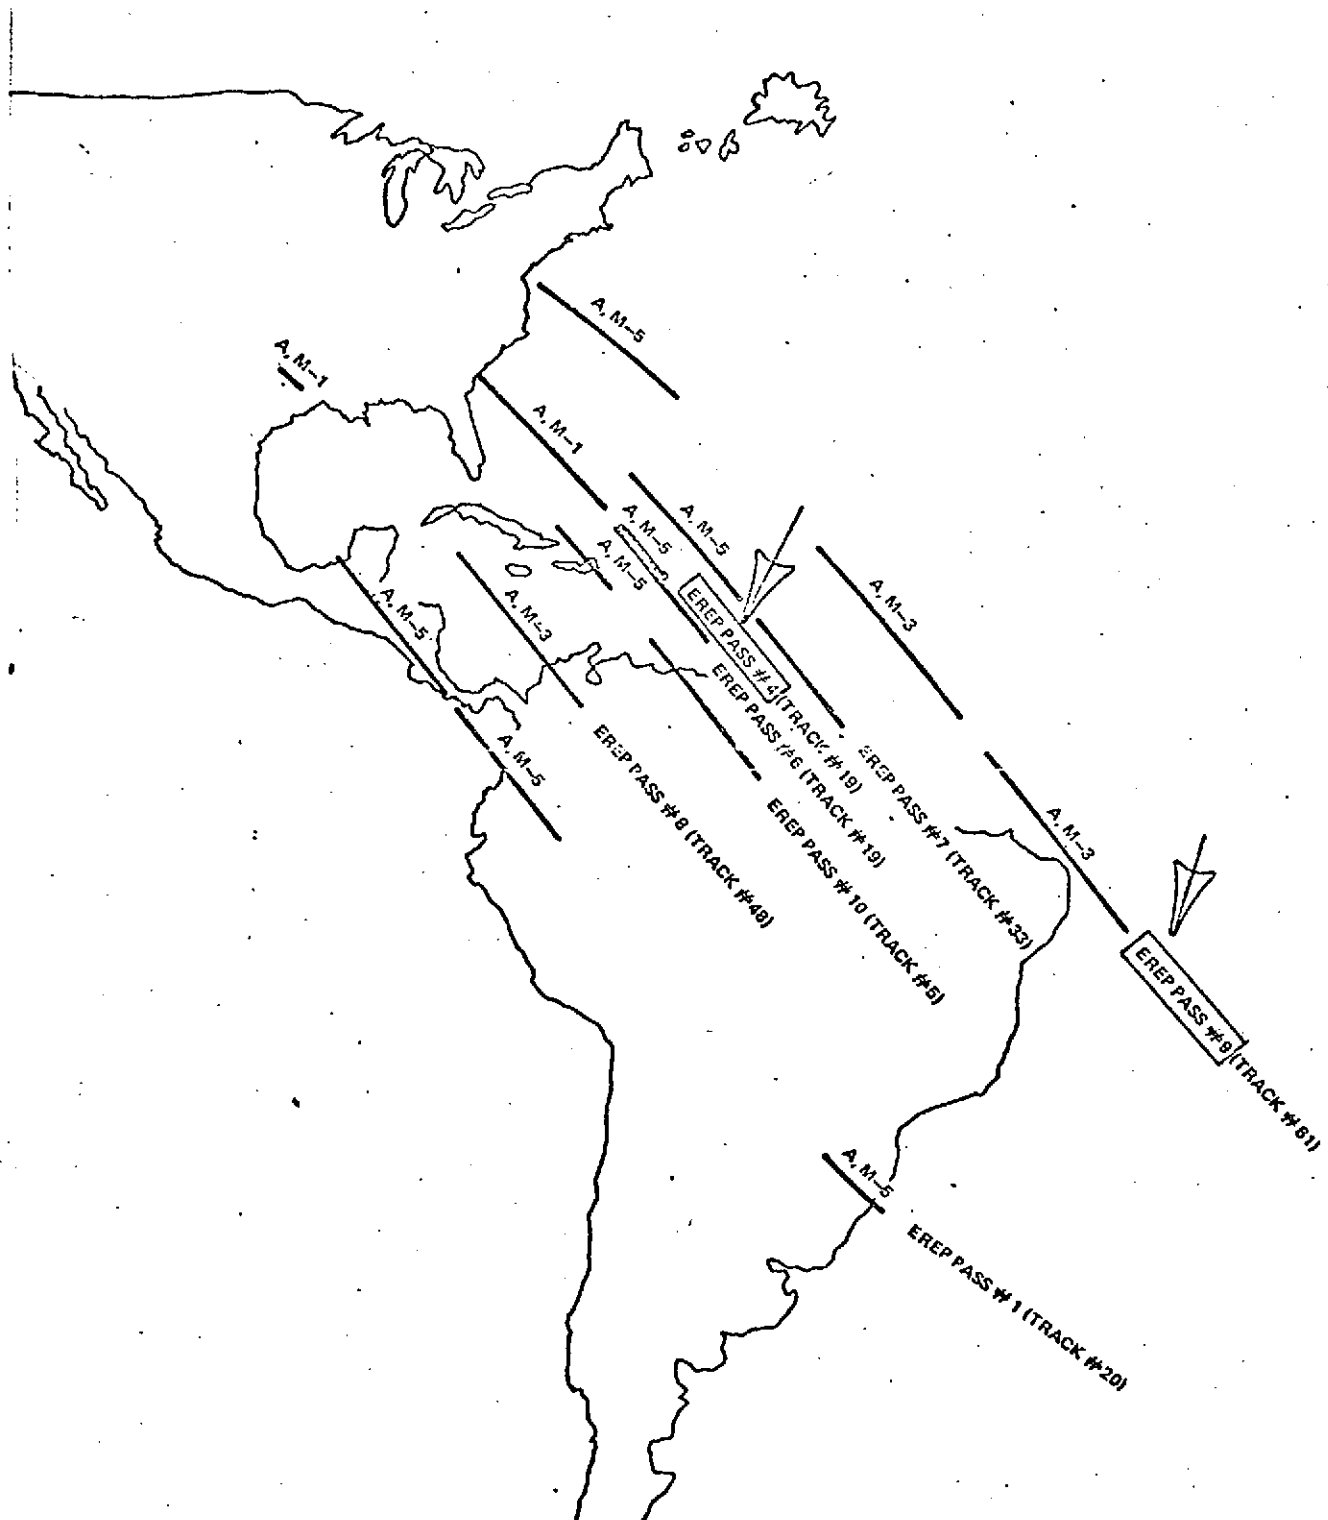 A, M-5
A, M-1
A, M-1
A, M-5
A, M-5
A, M-5
A, M-3
A, M-3
A, M-5
EREP PASS #4 (TRACK #19)
EREP PASS #6 (TRACK #19)
EREP PASS #7 (TRACK #33)
A, M-5
EREP PASS #8 (TRACK #48)
EREP PASS #10 (TRACK #5)
A, M-3
EREP PASS #9 (TRACK #61)
A, M-5
EREP PASS #1 (TRACK #20)